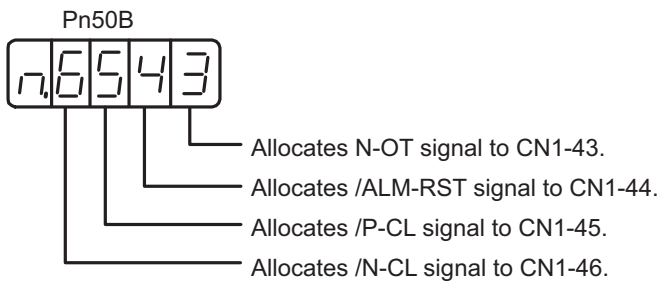 Pn50B
n.6543
Allocates N-OT signal to CN1-43.
Allocates /ALM-RST signal to CN1-44.
Allocates /P-CL signal to CN1-45.
Allocates /N-CL signal to CN1-46.